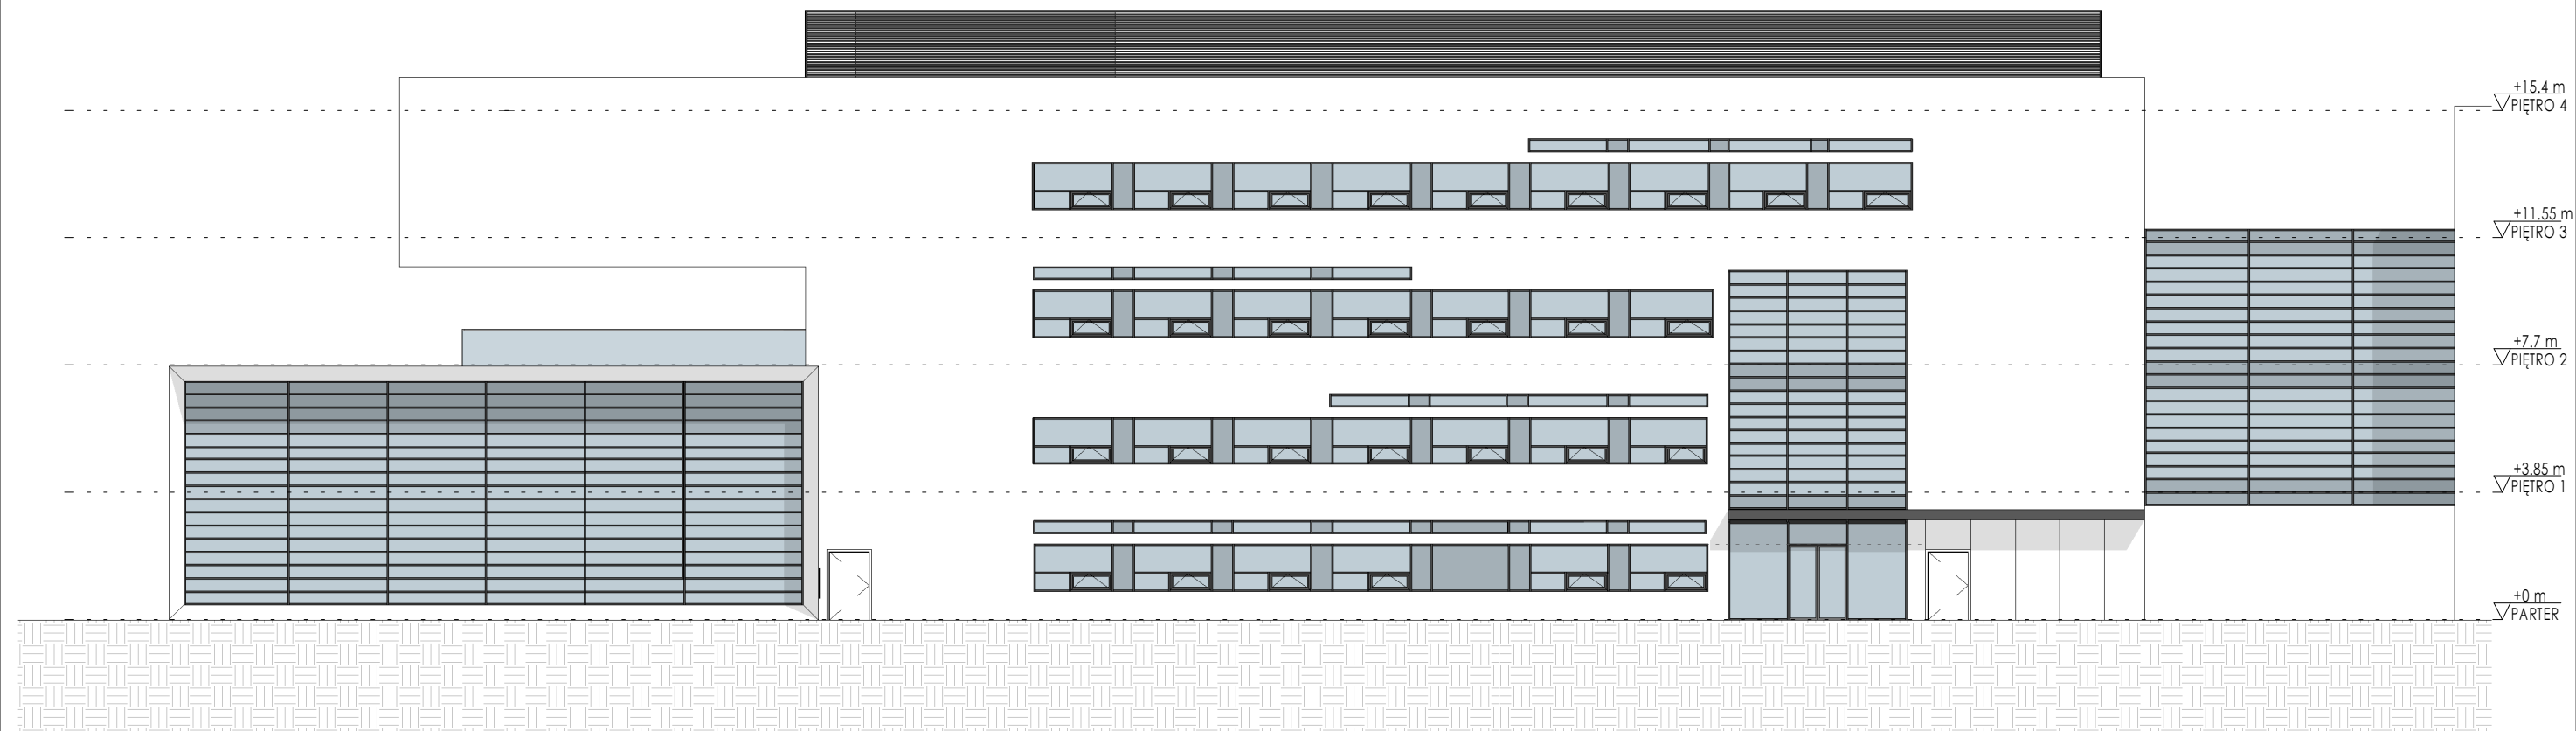 +15.4 m
PIĘTRO 4
+11.55 m
PIĘTRO 3
+7.7 m
PIĘTRO 2
+3.85 m
PIĘTRO 1
+0 m
PARTER